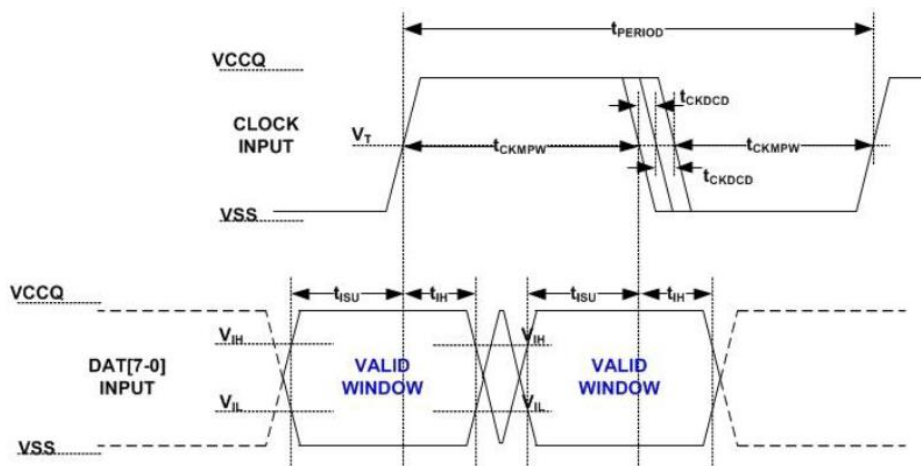 tPERIOD
VCCQ
tCKDCD
CLOCK
INPUT
VT
tCKMPW
tCKMPW
tCKDCD
VSS
VCCQ
tISU
tIH
tISU
tIH
VIH
VIH
DAT[7-0]
INPUT
VALID
WINDOW
VALID
WINDOW
VIL
VIL
VSS